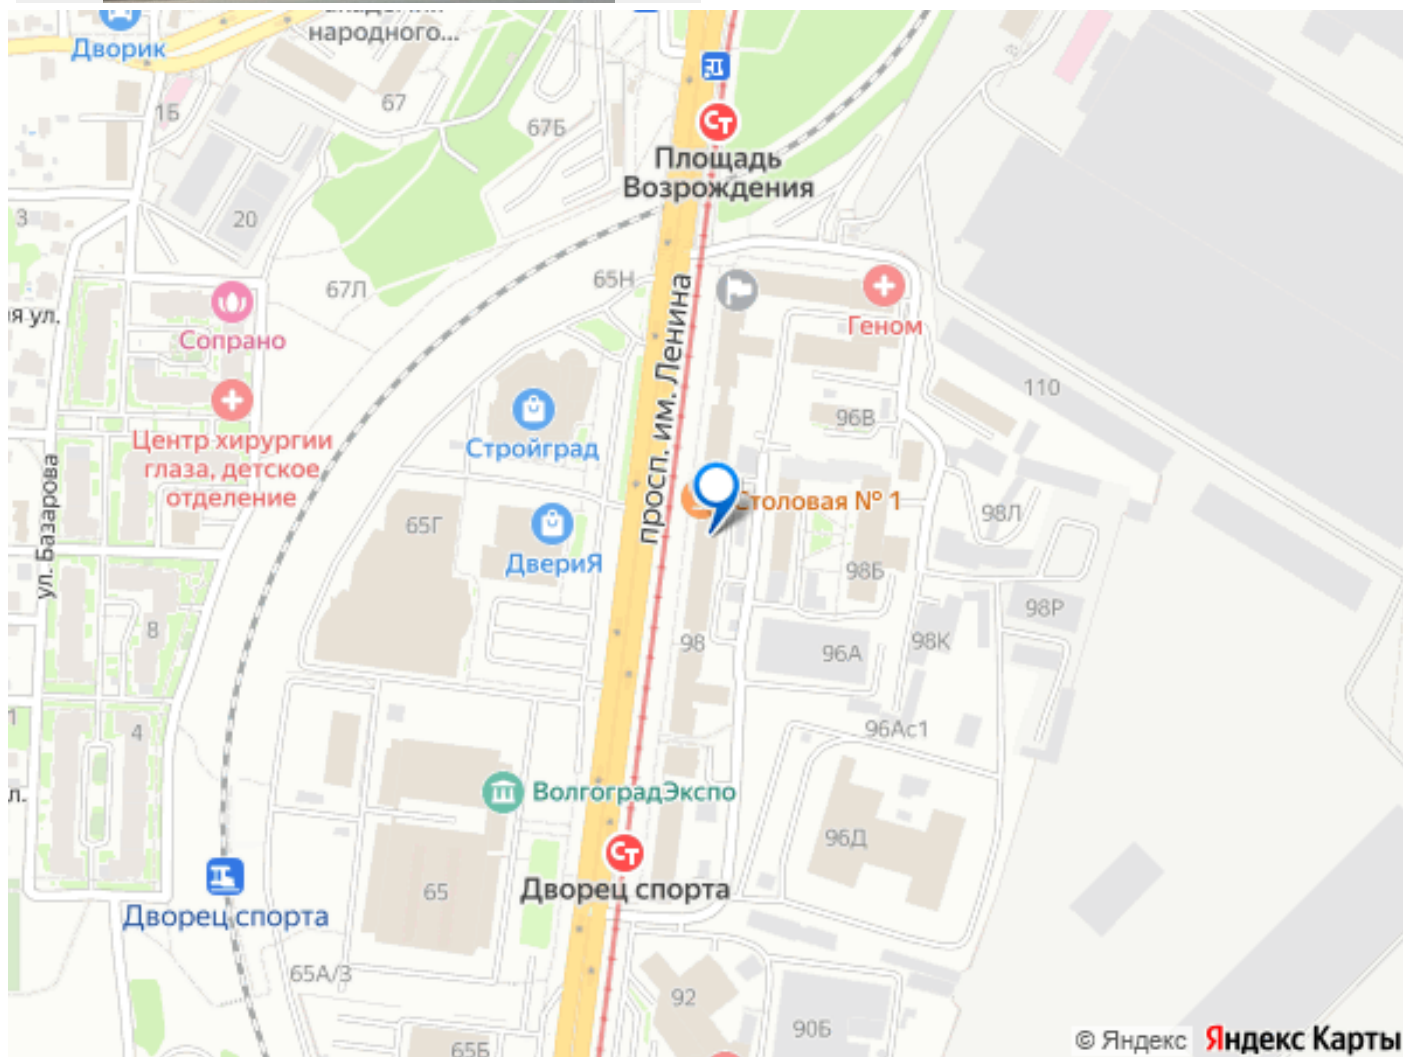 народного...
Дворик
1Б
67
67Б
Площадь
Возрождения
3
20
67Л
65Н
я ул.
Сопрано
Геном
просп. им. Ленина
110
96В
Стройград
Центр хирургии
глаза, детское
отделение
ул. Базарова
65Г
Столовая № 1
98Л
ДвериЯ
98Б
98Р
8
98
96А
98К
4
96Ас1
л.
ВолгоградЭкспо
96Д
Дворец спорта
65
Дворец спорта
65А/3
92
90Б
65Б
© Яндекс Яндекс Карты